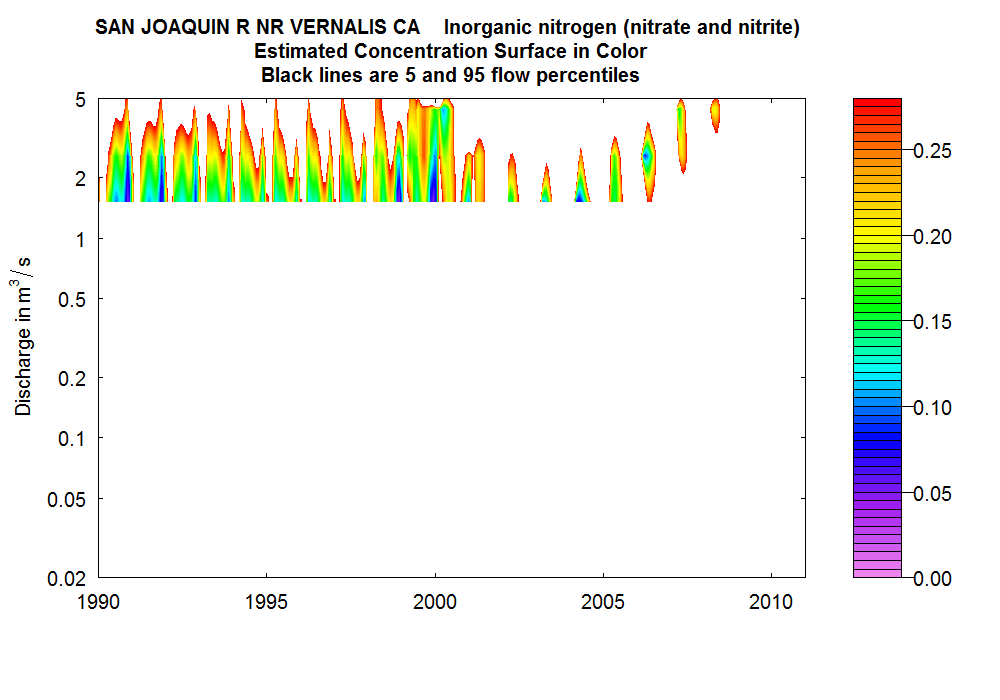 SAN JOAQUIN R NR VERNALIS CA Inorganic nitrogen (nitrate and nitrite)
Estimated Concentration Surface in Color
Black lines are 5 and 95 flow percentiles
5
2
1
0.5
0.2
0.1
0.05
0.02
Discharge in m³/s
1990 1995 2000 2005 2010
0.25
0.20
0.15
0.10
0.05
0.00